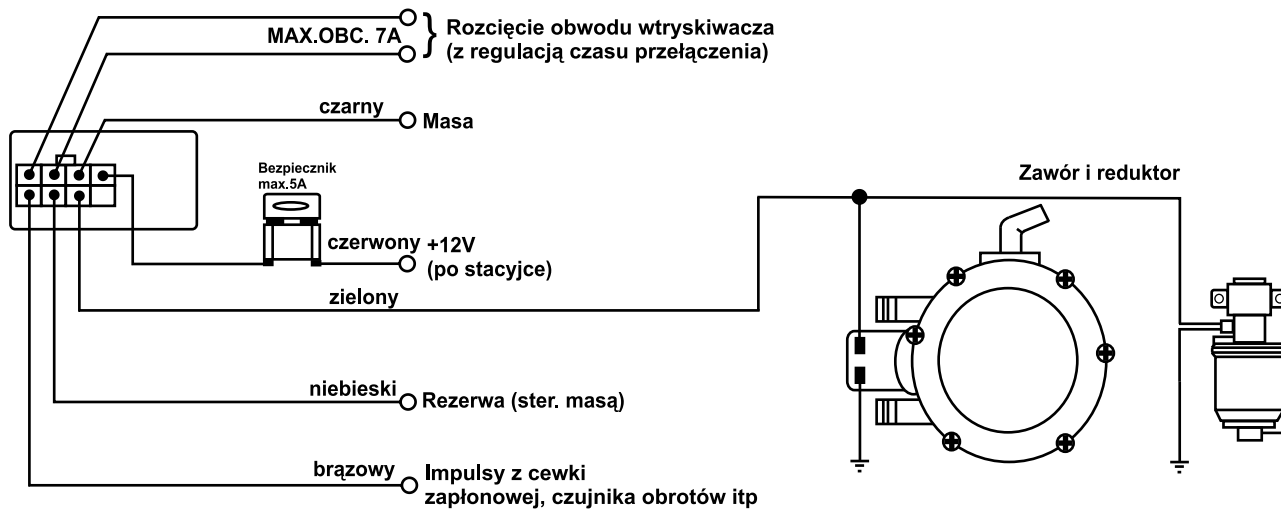 MAX.OBC. 7A
Rozcięcie obwodu wtryskiwacza
(z regulacją czasu przełączenia)
czarny
Masa
Bezpiecznik
max.5A
Zawór i reduktor
czerwony
+12V
(po stacyjce)
zielony
niebieski
Rezerwa (ster. masą)
brązowy
Impulsy z cewki
zapłonowej, czujnika obrotów itp